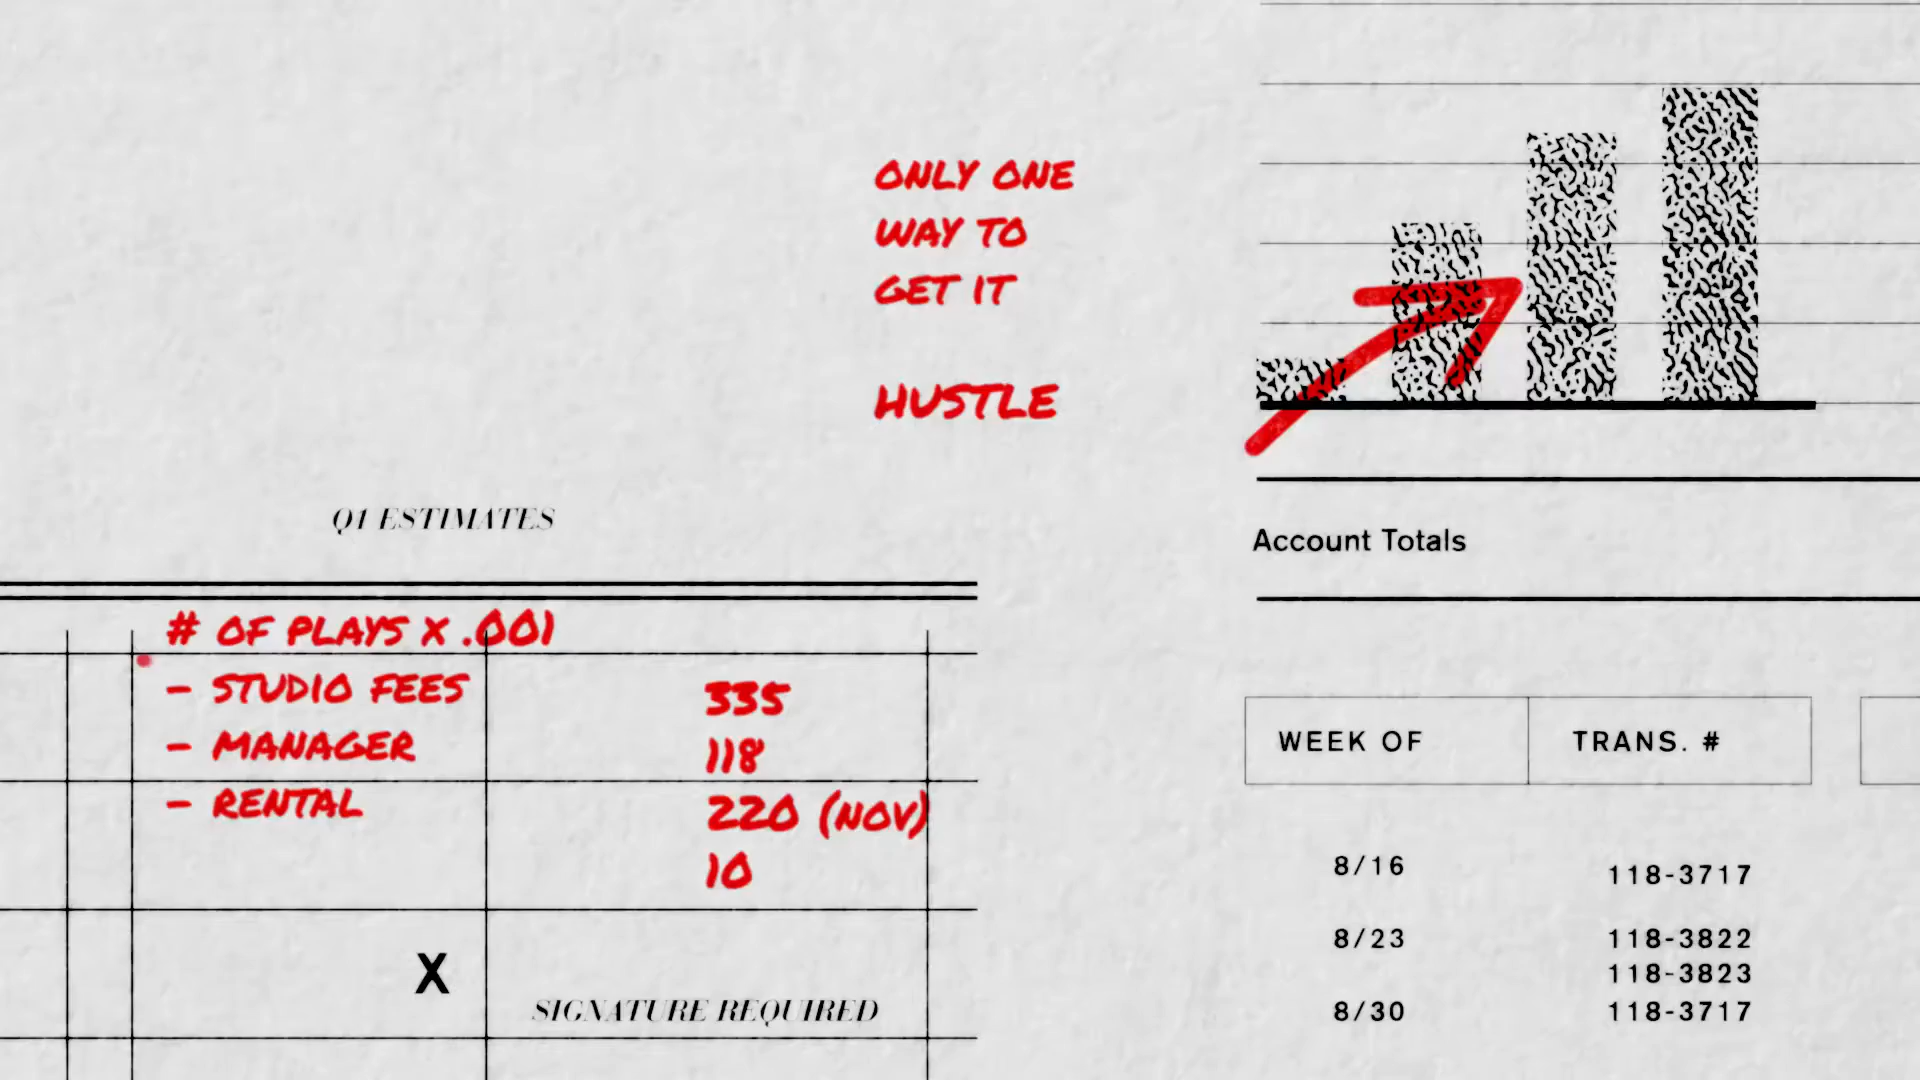 ONLY ONE
WAY TO
GET IT
HUSTLE
Q1 ESTIMATES
# OF PLAYS X .001
- STUDIO FEES
- MANAGER
- RENTAL
335
118
220 (NOV)
10
X
SIGNATURE REQUIRED
Account Totals
WEEK OF TRANS. #
8/16 118-3717
8/23 118-3822
118-3823
8/30 118-3717